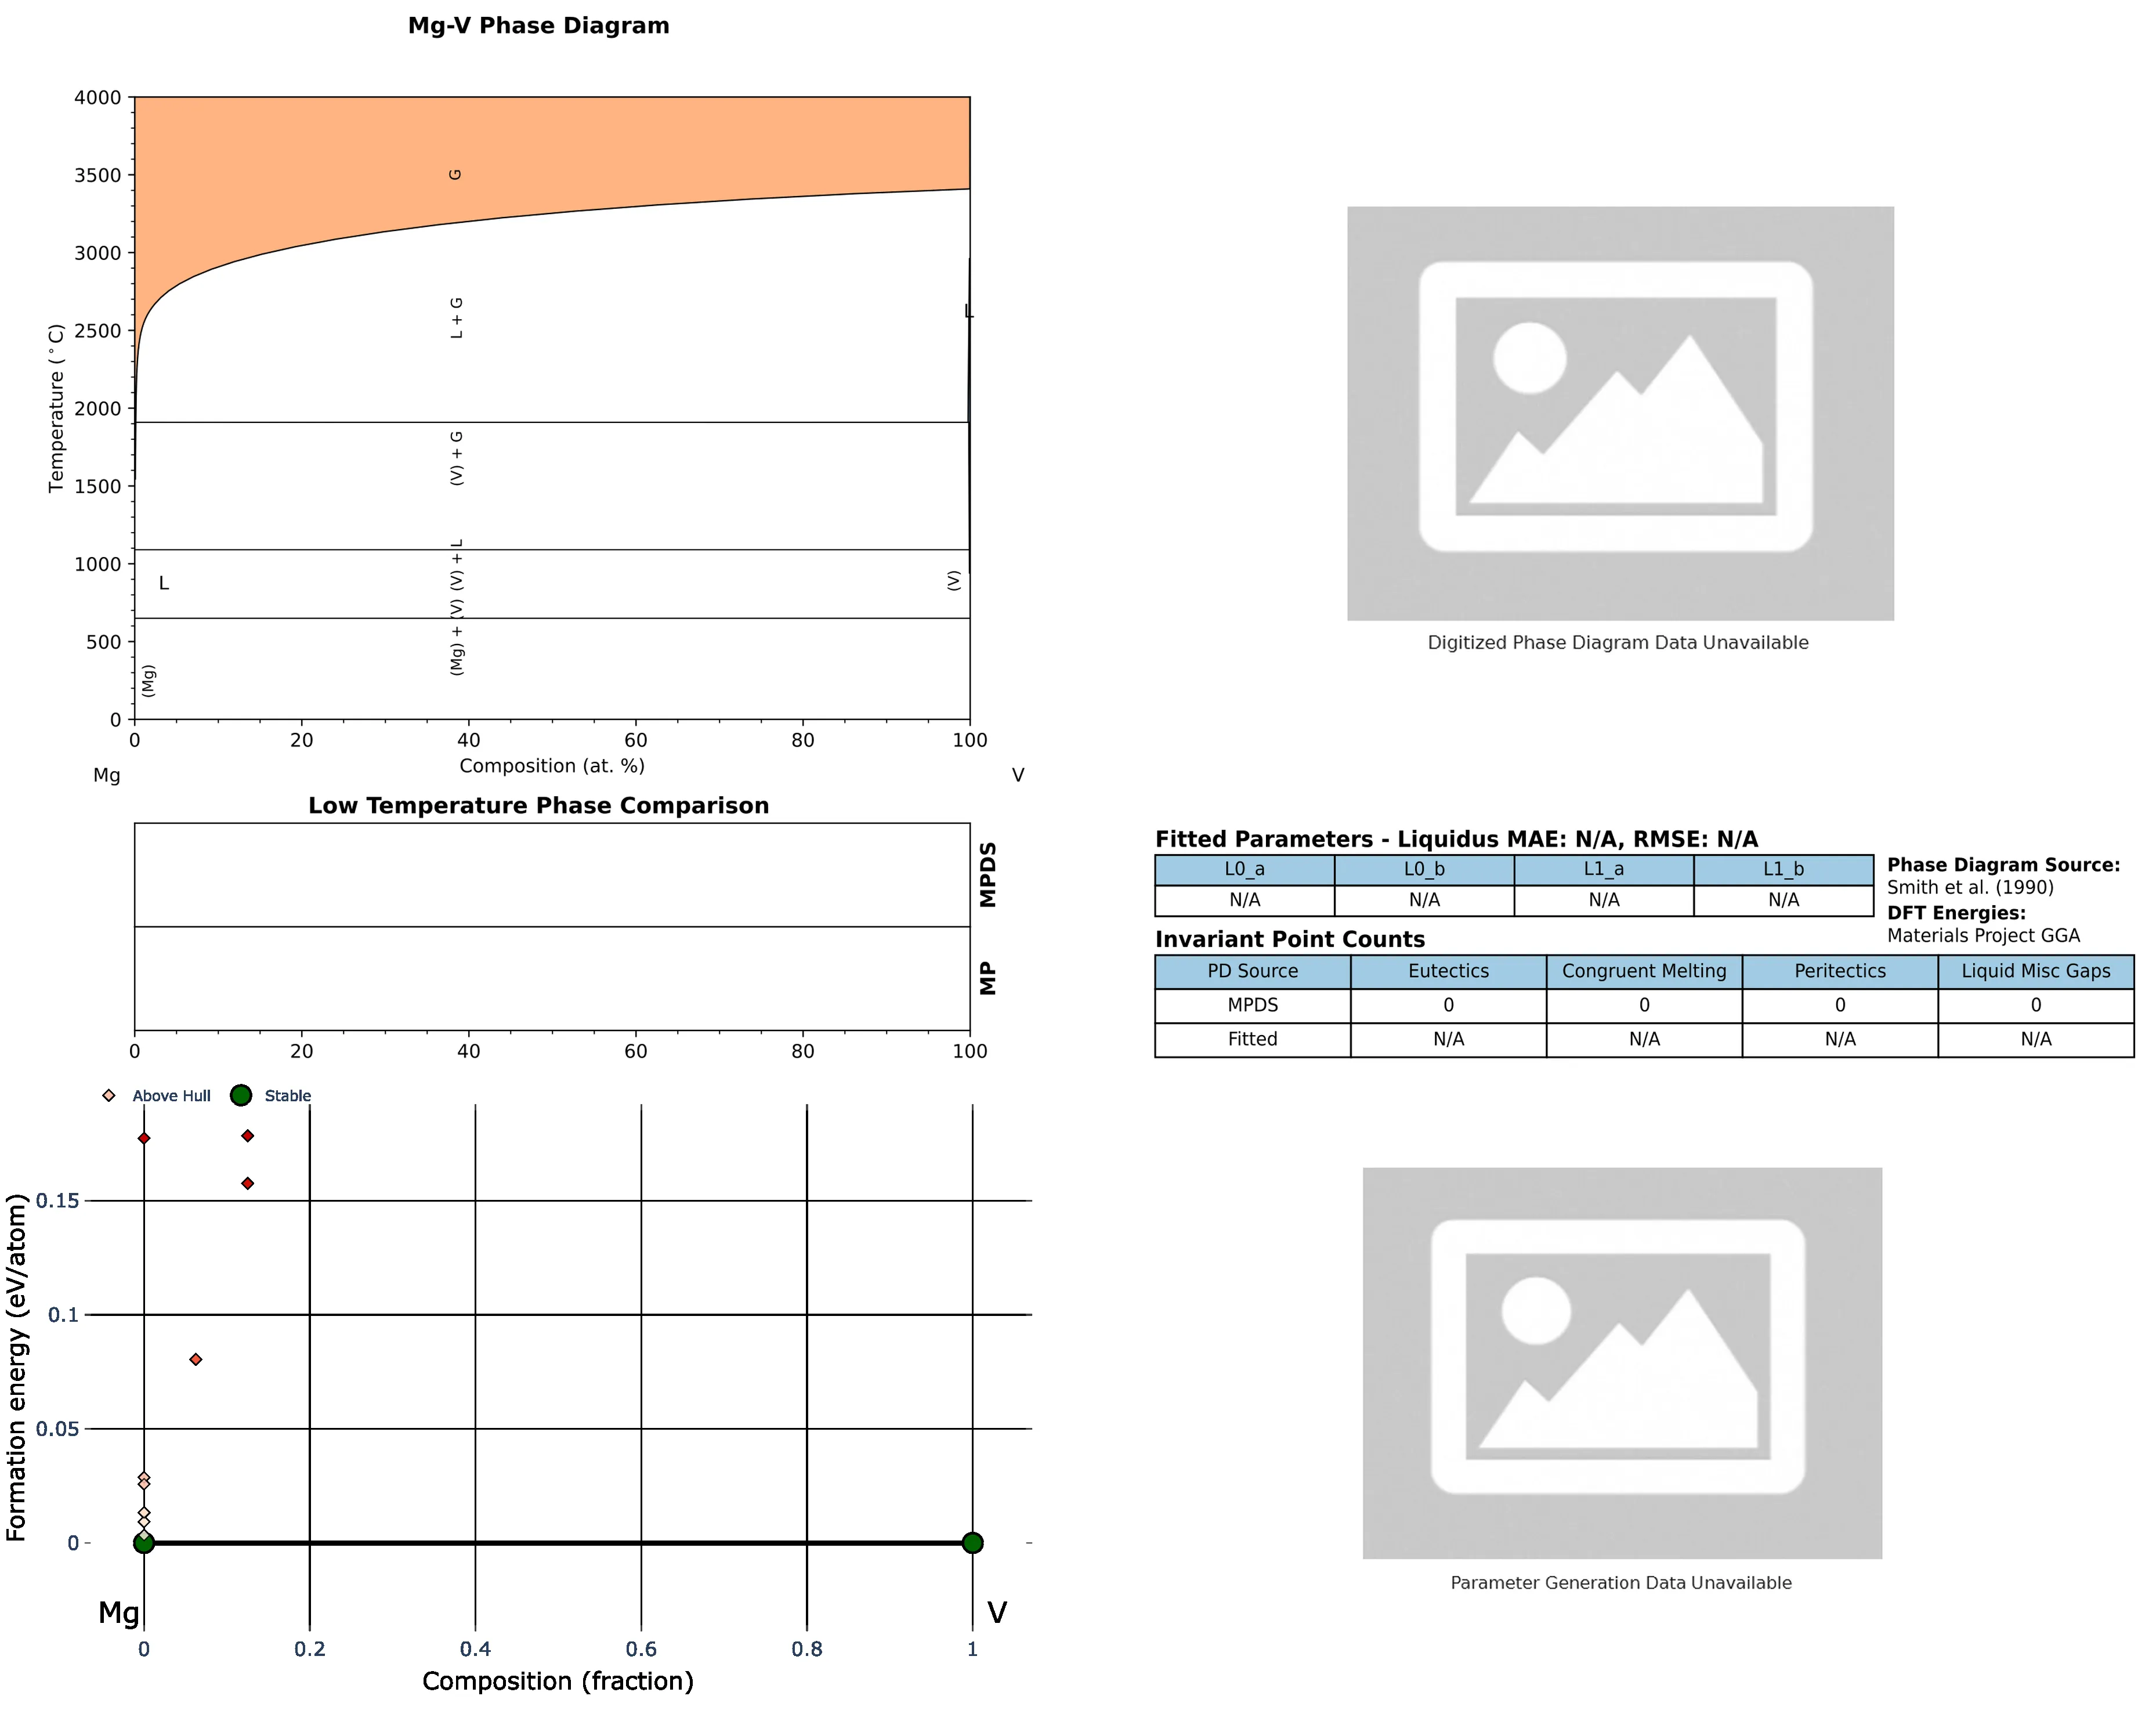 Mg-V Phase Diagram
4000
3500
3000
2500
2000
1500
1000
500
0
Temperature (°C)
G
L + G
L
(V) + G
(V) + L
L
(V)
(Mg) + (V)
(Mg)
0 20 40 60 80 100
Composition (at. %)
Mg V
Digitized Phase Diagram Data Unavailable
Low Temperature Phase Comparison
MPDS
MP
0 20 40 60 80 100
Fitted Parameters - Liquidus MAE: N/A, RMSE: N/A
L0_a L0_b L1_a L1_b
N/A N/A N/A N/A
Phase Diagram Source:
Smith et al. (1990)
DFT Energies:
Materials Project GGA
Invariant Point Counts
PD Source Eutectics Congruent Melting Peritectics Liquid Misc Gaps
MPDS 0 0 0 0
Fitted N/A N/A N/A N/A
Above Hull Stable
0.15
0.1
0.05
0
Formation energy (eV/atom)
Mg V
0 0.2 0.4 0.6 0.8 1
Composition (fraction)
Parameter Generation Data Unavailable